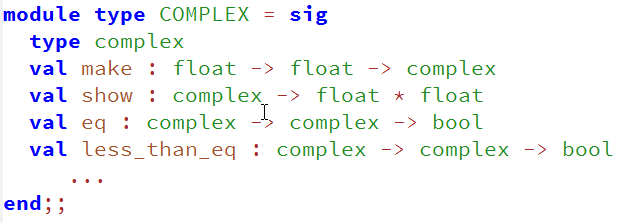 module type COMPLEX = sig
type complex
val make : float -> float -> complex
val show : complex -> float * float
val eq : complex -> complex -> bool
val less_than_eq : complex -> complex -> bool
...
end;;